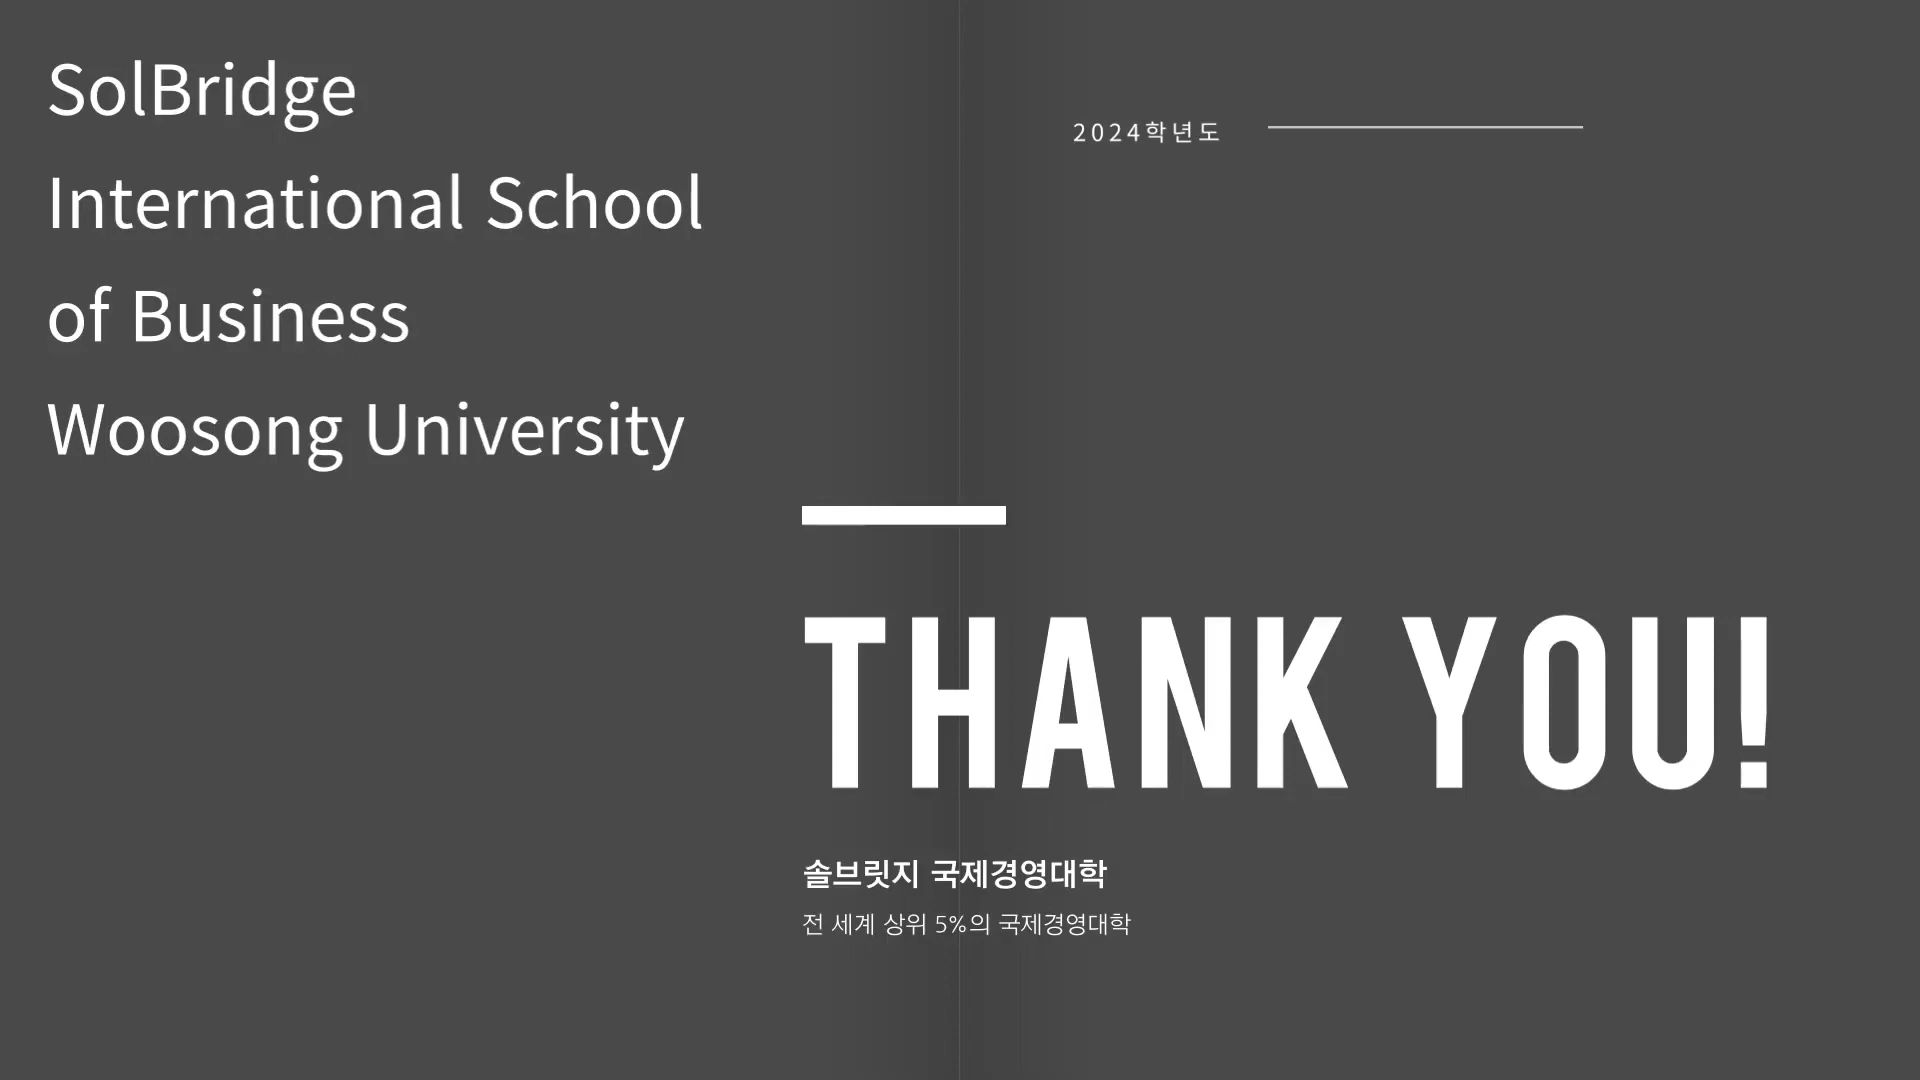 SolBridge
International School
of Business
Woosong University
2024학년도
THANK YOU!
솔브릿지 국제경영대학
전 세계 상위 5%의 국제경영대학